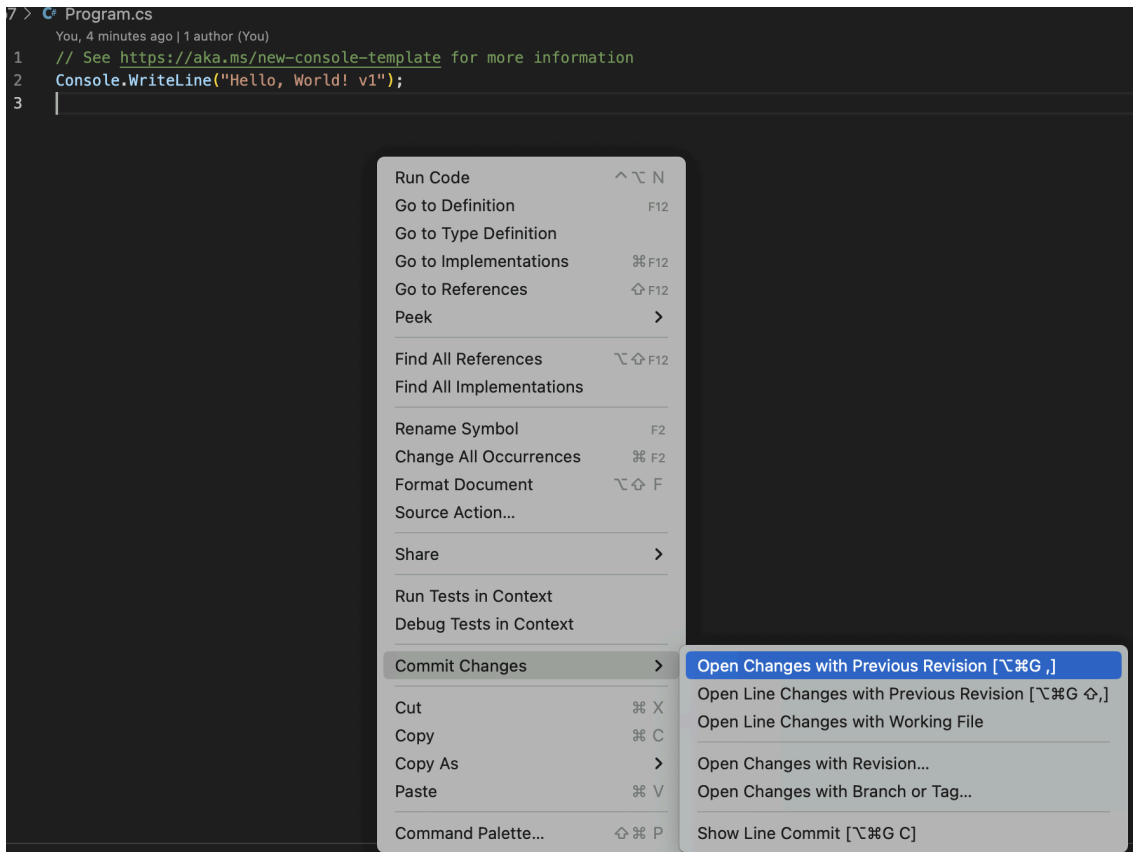 7 > C# Program.cs
You, 4 minutes ago | 1 author (You)
1 // See https://aka.ms/new-console-template for more information
2 Console.WriteLine("Hello, World! v1");
3
Run Code ^⌥ N
Go to Definition F12
Go to Type Definition
Go to Implementations ⌘F12
Go to References ⇧F12
Peek >
Find All References ⌥⇧F12
Find All Implementations
Rename Symbol F2
Change All Occurrences ⌘ F2
Format Document ⌥⇧ F
Source Action...
Share >
Run Tests in Context
Debug Tests in Context
Commit Changes >
Cut ⌘ X
Copy ⌘ C
Copy As >
Paste ⌘ V
Command Palette... ⇧⌘ P
Open Changes with Previous Revision [⌥⌘G ,]
Open Line Changes with Previous Revision [⌥⌘G ⇧,]
Open Line Changes with Working File
Open Changes with Revision...
Open Changes with Branch or Tag...
Show Line Commit [⌥⌘G C]